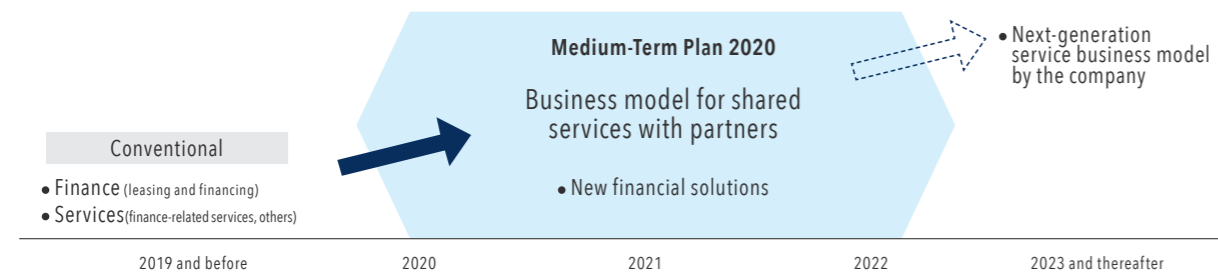 Medium-Term Plan 2020
Business model for shared
services with partners
• New financial solutions
• Next-generation
service business model
by the company
Conventional
• Finance (leasing and financing)
• Services(finance-related services, others)
2019 and before
2020
2021
2022
2023 and thereafter